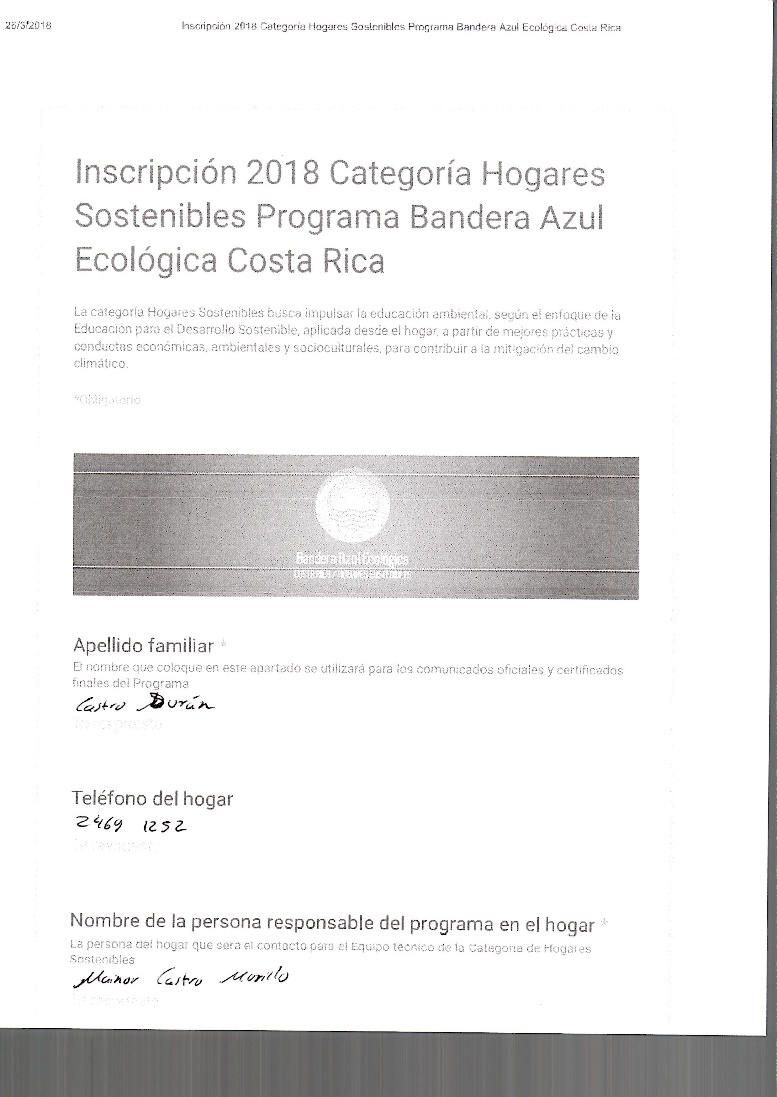 26/3/2018 Inscripción 2018 Categoría Hogares Sostenibles Programa Bandera Azul Ecológica Costa Rica
Inscripción 2018 Categoría Hogares
Sostenibles Programa Bandera Azul
Ecológica Costa Rica
La categoría Hogares Sostenibles busca impulsar la educación ambiental, según el enfoque de la
Educación para el Desarrollo Sostenible, aplicada desde el hogar, a partir de mejores prácticas y
conductas económicas, ambientales y socioculturales, para contribuir a la mitigación del cambio
climático.
*Obligatorio
Bandera Azul Ecológica
Apellido familiar *
El nombre que coloque en este apartado se utilizará para los comunicados oficiales y certificados
finales del Programa
Castro Durán
Tu respuesta
Teléfono del hogar
2469 1252
Tu respuesta
Nombre de la persona responsable del programa en el hogar *
La persona del hogar que será el contacto para el Equipo técnico de la Categoría de Hogares
Sostenibles
Mainor Castro Murillo
Tu respuesta